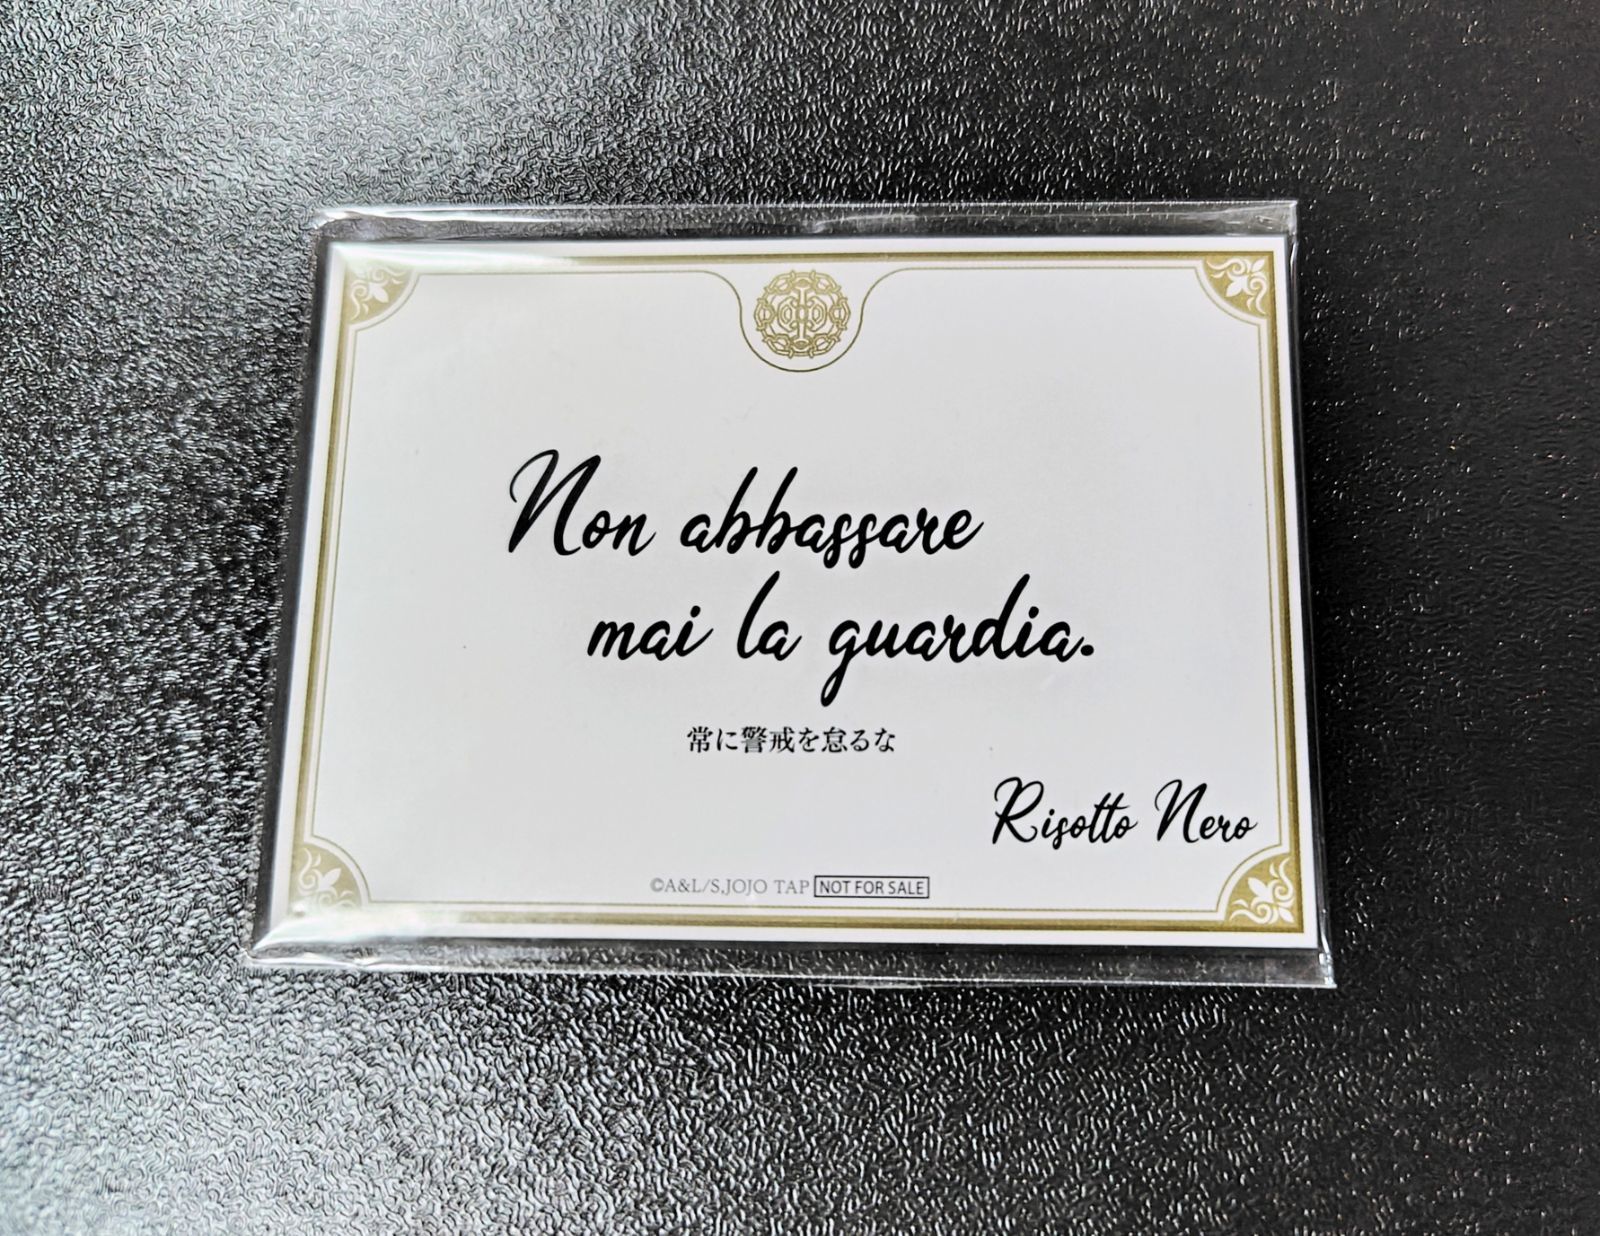 Non abbassare
mai la guardia.
常に警戒を怠るな
Risotto Nero
©A&L/S,JOJO TAP NOT FOR SALE